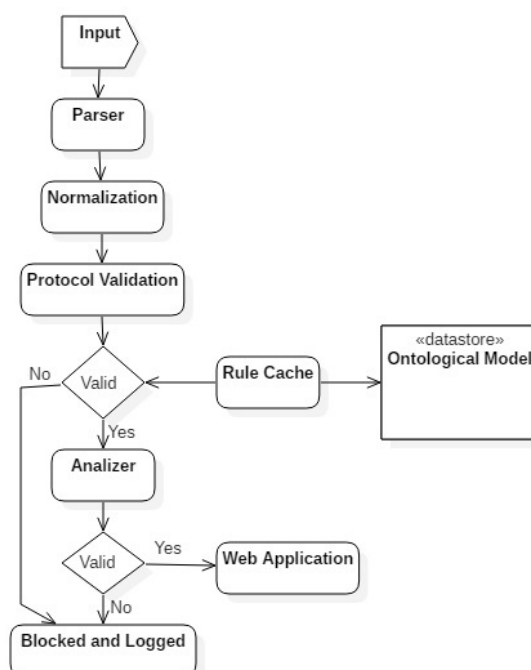 Input
Parser
Normalization
Protocol Validation
«datastore»
Ontological Model
No
Valid
Rule Cache
Yes
Analizer
Valid
Yes
Web Application
No
Blocked and Logged